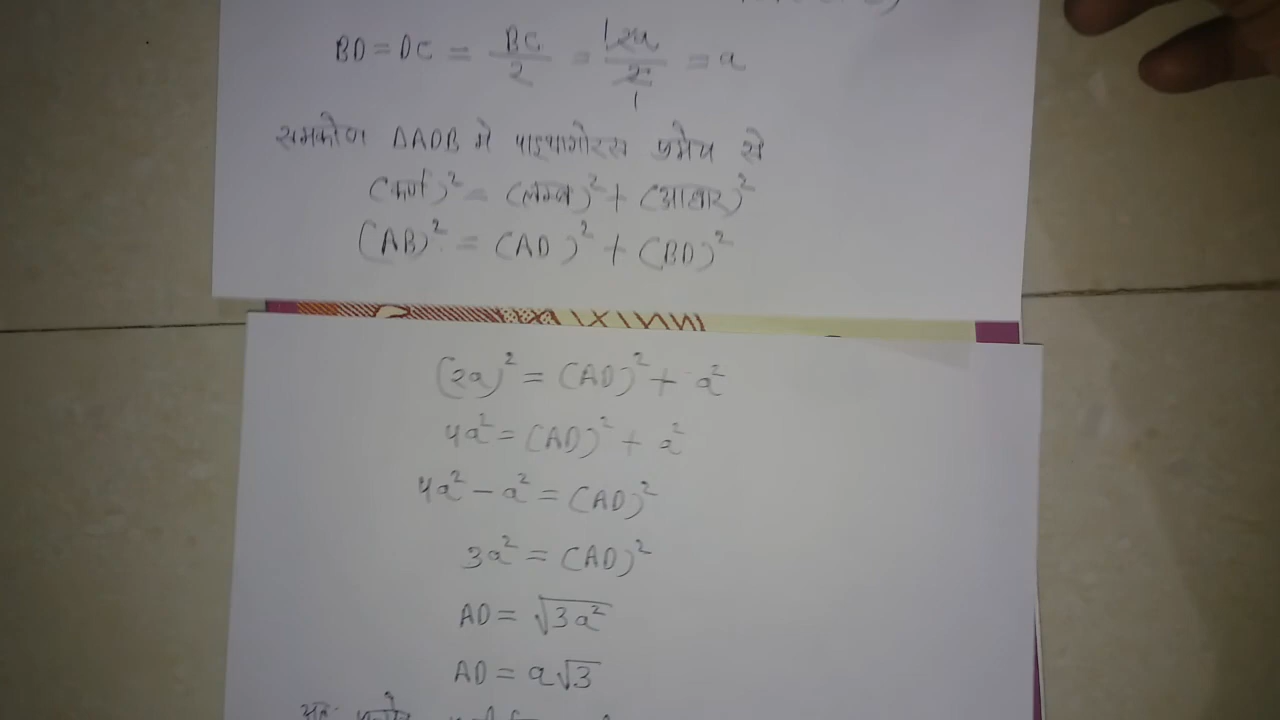 BD = DC = BC/2 = 2a/2 = a
1
समकोण ΔADB मे पाइथागोरस प्रमेय से
(कर्ण)² = (लम्ब)² + (आधार)²
(AB)² = (AD)² + (BD)²
(2a)² = (AD)² + a²
4a² = (AD)² + a²
4a² - a² = (AD)²
3a² = (AD)²
AD = √3a²
AD = a√3
अतः